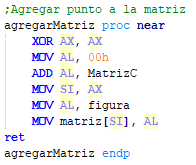 ;Agregar punto a la matriz
agregarMatriz proc near
XOR AX, AX
MOV AL, 00h
ADD AL, MatrizC
MOV SI, AX
MOV AL, figura
MOV matriz[SI], AL
ret
agregarMatriz endp